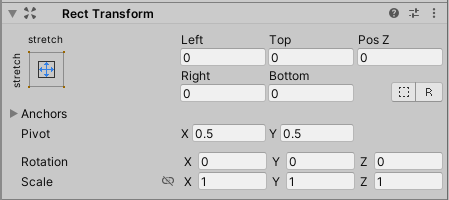 Rect Transform
stretch
stretch
Left Top Pos Z
0 0 0
Right Bottom
0 0
R
Anchors
Pivot X 0.5 Y 0.5
Rotation X 0 Y 0 Z 0
Scale X 1 Y 1 Z 1